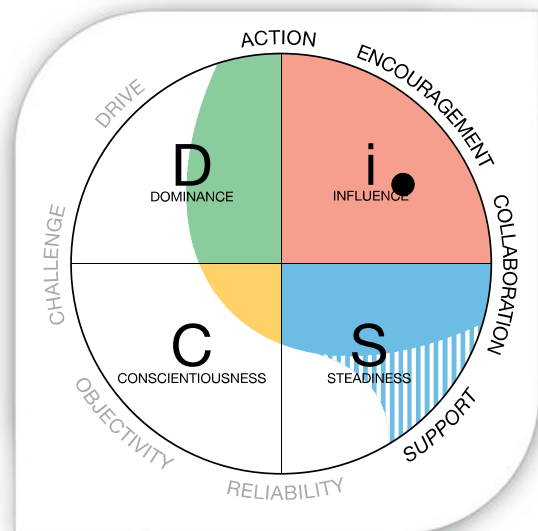 ACTION
ENCOURAGEMENT
DRIVE
D
DOMINANCE
i
INFLUENCE
COLLABORATION
CHALLENGE
C
CONSCIENTIOUSNESS
S
STEADINESS
OBJECTIVITY
SUPPORT
RELIABILITY